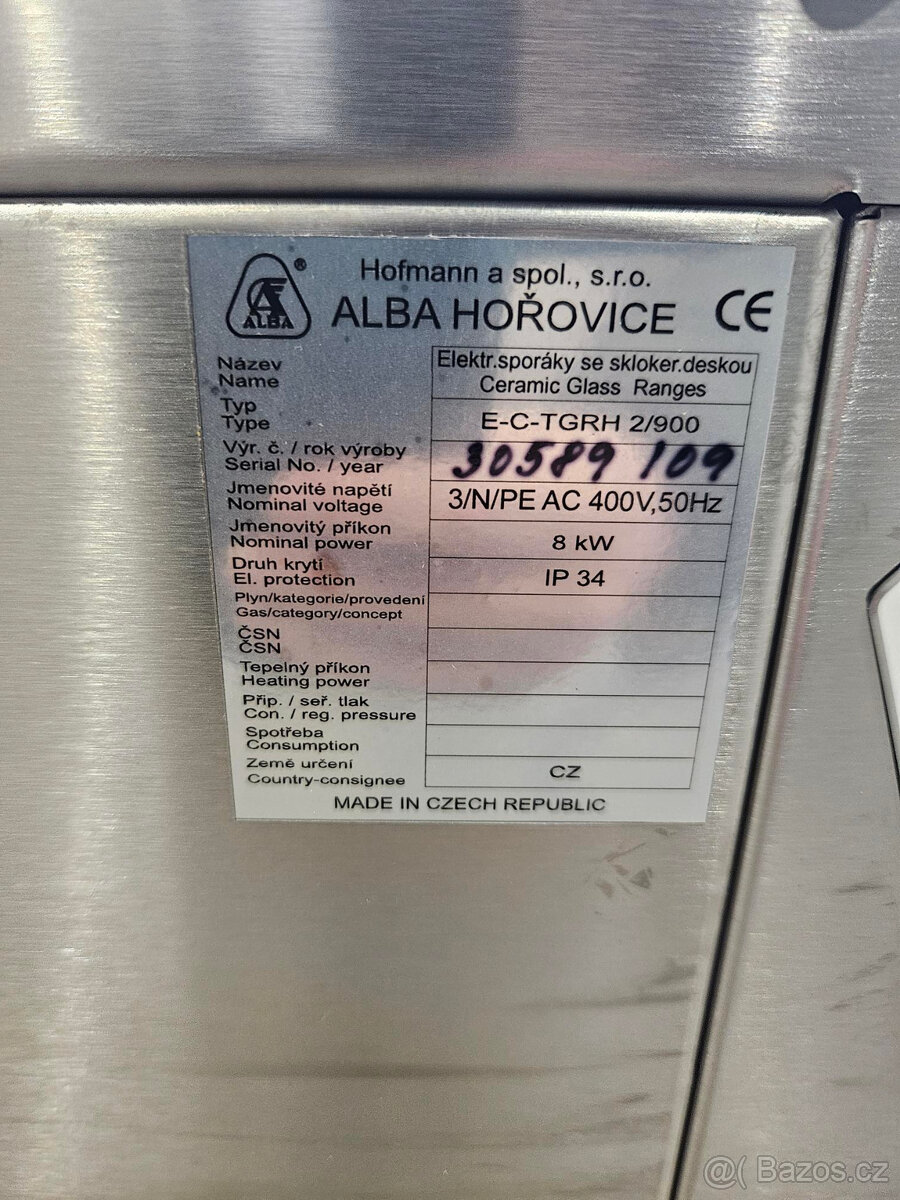 ALBA
®
Hofmann a spol., s.r.o.
ALBA HOŘOVICE
CE
Název
Name
Elektr.sporáky se skloker.deskou
Ceramic Glass Ranges
Typ
Type
E-C-TGRH 2/900
Výr. č. / rok výroby
Serial No. / year
30589 109
Jmenovité napětí
Nominal voltage
3/N/PE AC 400V,50Hz
Jmenovitý příkon
Nominal power
8 kW
Druh krytí
El. protection
IP 34
Plyn/kategorie/provedení
Gas/category/concept
ČSN
ČSN
Tepelný příkon
Heating power
Přip. / seř. tlak
Con. / reg. pressure
Spotřeba
Consumption
Země určení
Country-consignee
CZ
MADE IN CZECH REPUBLIC
@( Bazos.cz